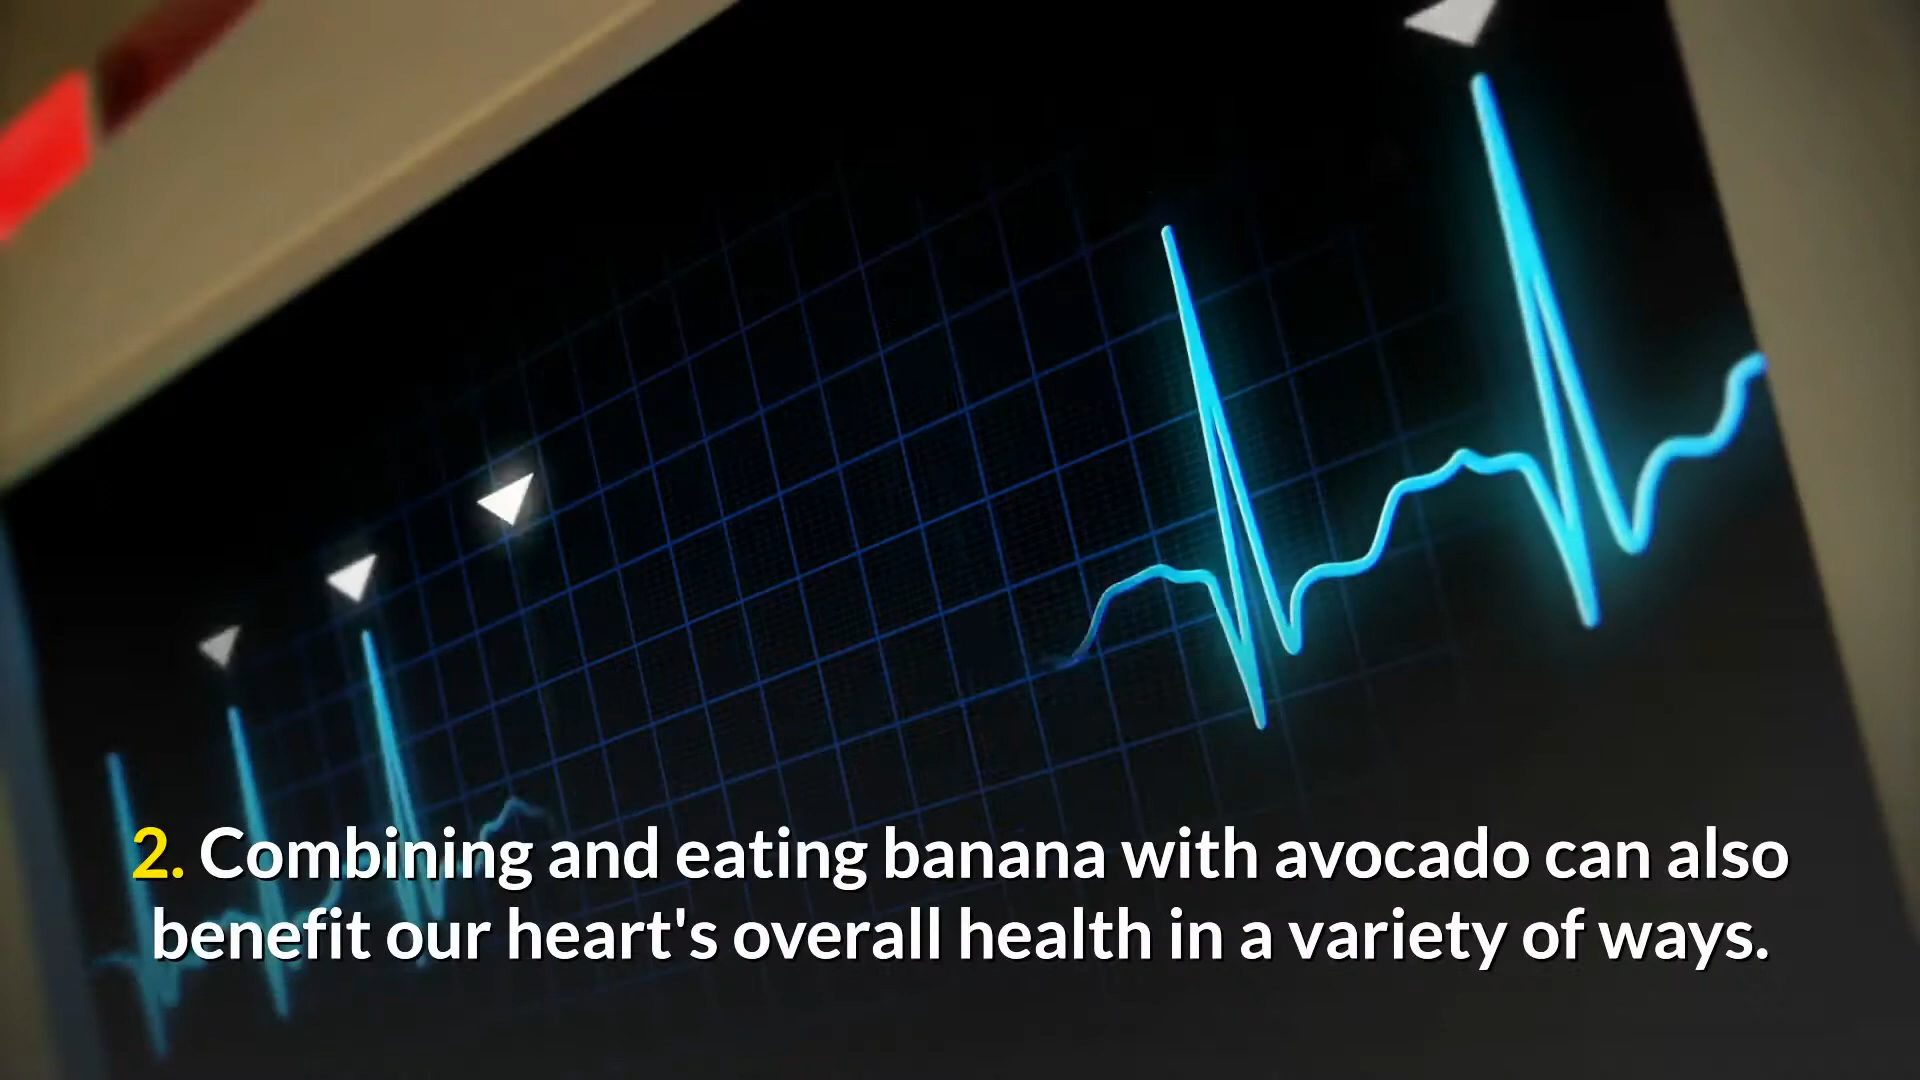 2. Combining and eating banana with avocado can also
benefit our heart's overall health in a variety of ways.